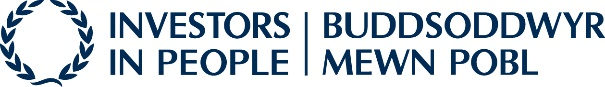 INVESTORS
IN PEOPLE
BUDDSODDWYR
MEWN POBL